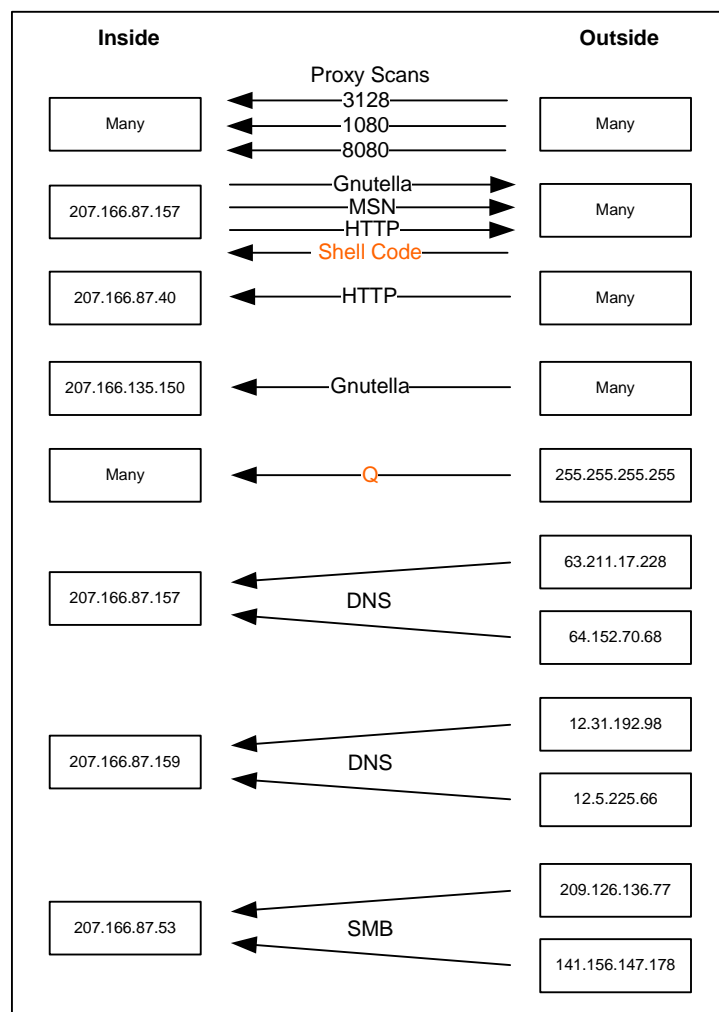 Inside Outside
Proxy Scans
3128
Many 1080 Many
8080
Gnutella
207.166.87.157 MSN Many
HTTP
Shell Code
207.166.87.40 HTTP Many
207.166.135.150 Gnutella Many
Many Q 255.255.255.255
63.211.17.228
207.166.87.157 DNS
64.152.70.68
12.31.192.98
207.166.87.159 DNS
12.5.225.66
209.126.136.77
207.166.87.53 SMB
141.156.147.178